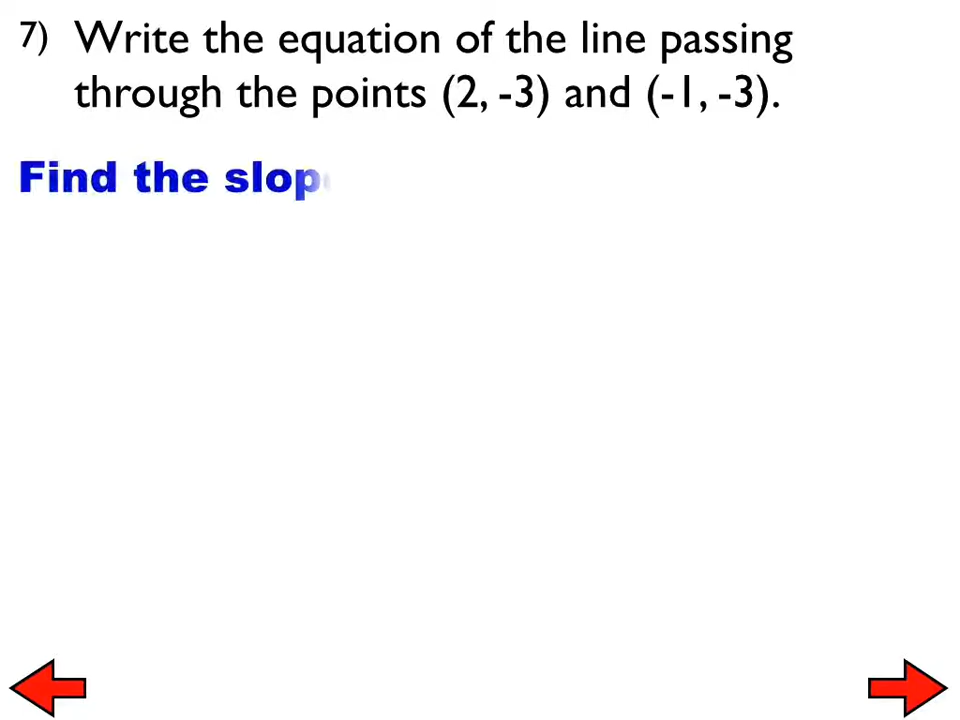 7) Write the equation of the line passing
through the points (2, -3) and (-1, -3).
Find the slop